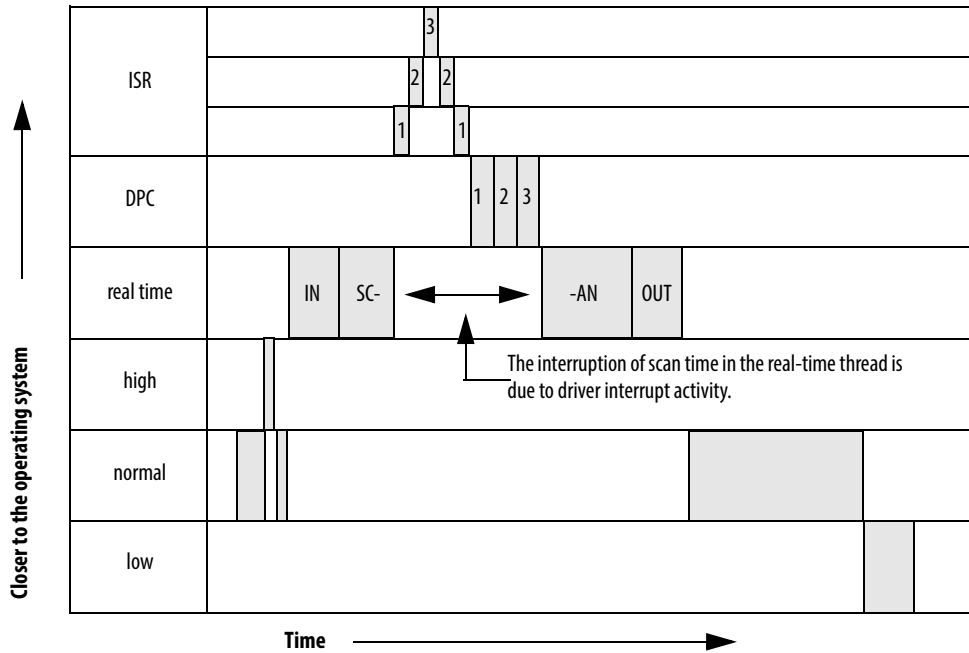 3
ISR
2 2
1 1
DPC
1 2 3
real time
IN SC- -AN OUT
The interruption of scan time in the real-time thread is
due to driver interrupt activity.
high
normal
low
Closer to the operating system
Time